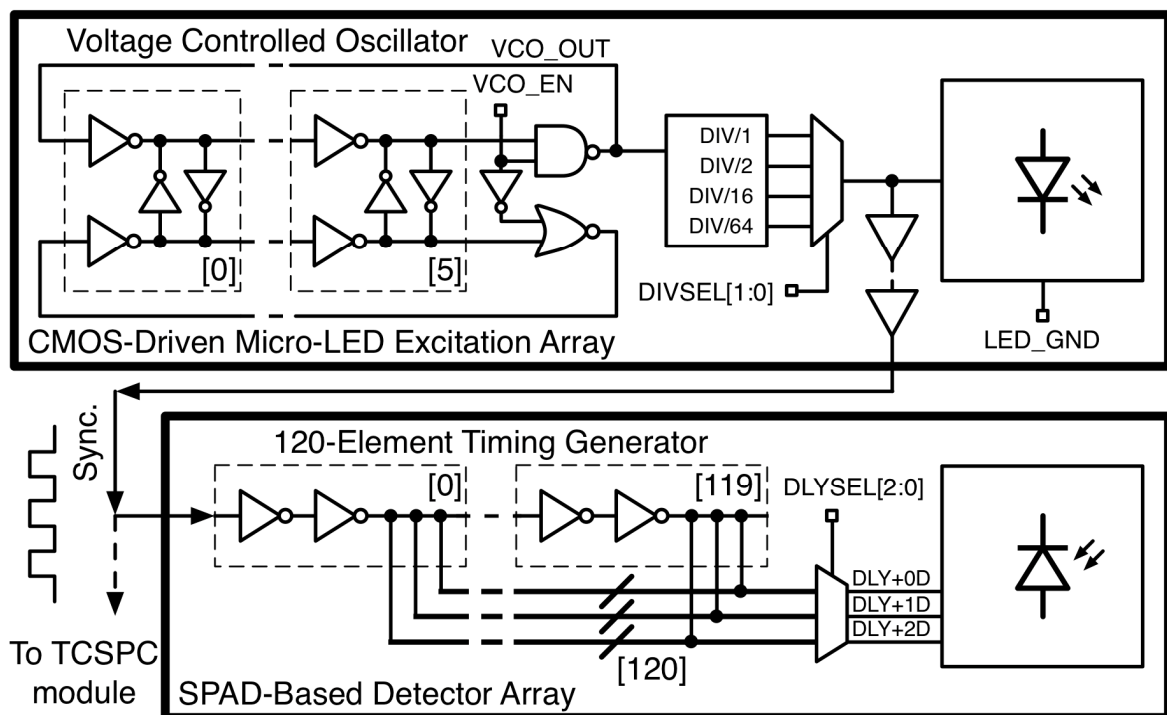 Voltage Controlled Oscillator
VCO_OUT
VCO_EN
[0]
[5]
DIV/1
DIV/2
DIV/16
DIV/64
DIVSEL[1:0]
LED_GND
CMOS-Driven Micro-LED Excitation Array
Sync.
120-Element Timing Generator
[0]
[119]
DLYSEL[2:0]
DLY+0D
DLY+1D
DLY+2D
[120]
To TCSPC
module
SPAD-Based Detector Array